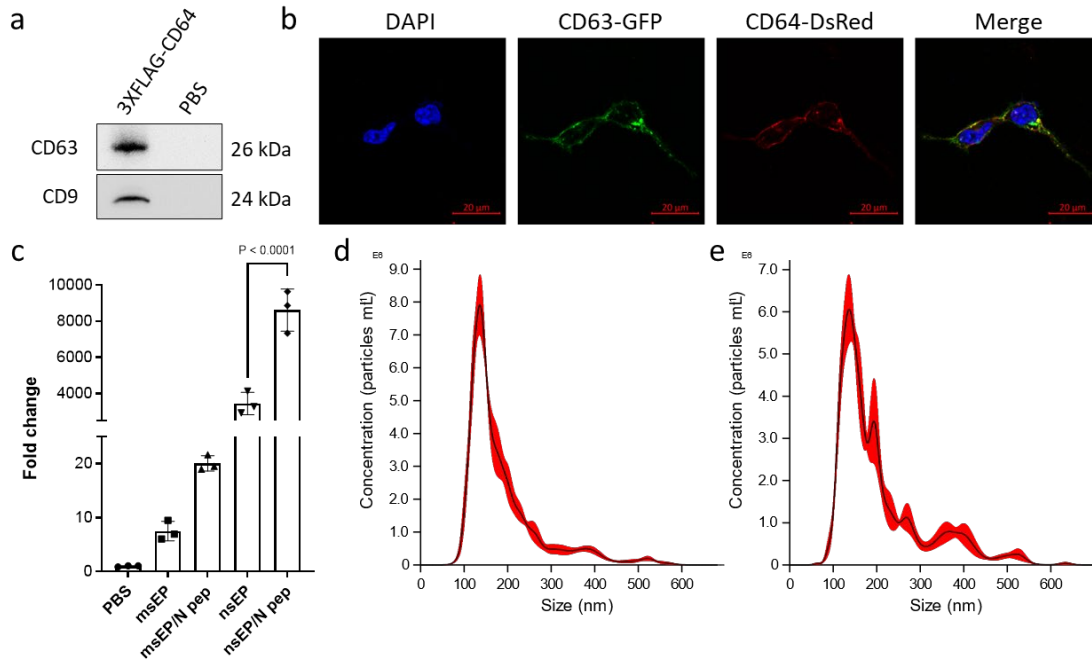 a
3XFLAG-CD64
PBS
CD63
26 kDa
CD9
24 kDa
b
DAPI
CD63-GFP
CD64-DsRed
Merge
20 µm
20 µm
20 µm
20 µm
c
P < 0.0001
Fold change
10000
8000
6000
4000
20
10
0
PBS
msEP
msEP/N pep
nsEP
nsEP/N pep
d
E6
Concentration (particles mL
9.0
8.0
7.0
6.0
5.0
4.0
3.0
2.0
1.0
0
0
100
200
300
400
500
600
Size (nm)
e
E6
Concentration (particles mL
7.0
6.0
5.0
4.0
3.0
2.0
1.0
0
0
100
200
300
400
500
600
Size (nm)